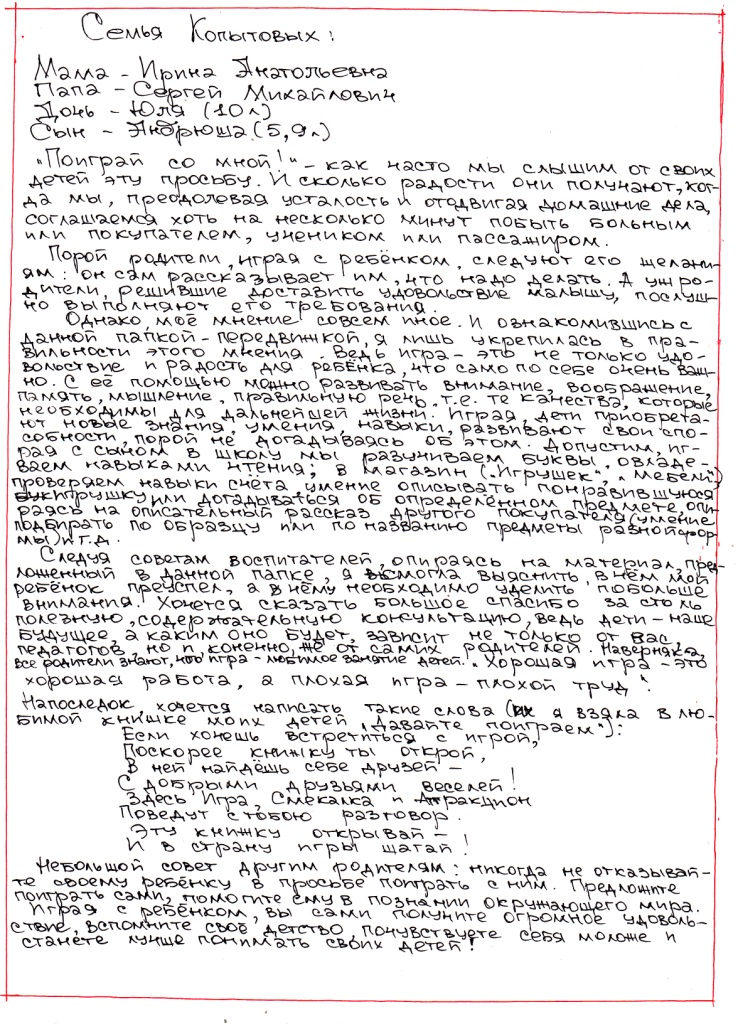 Семья Копытовых:
Мама - Ирина Анатольевна
Папа - Сергей Михайлович
Дочь - Юля (10 л)
Сын - Андрюша (5,9 л)
„Поиграй со мной!" - как часто мы слышим от своих
детей эту просьбу. И сколько радости они получают, ког-
да мы, преодолевая усталость и отодвигая домашние дела,
соглашаемся хоть на несколько минут побыть больным
или покупателем, учеником или пассажиром.
Порой родители, играя с ребёнком, следуют его желани-
ям: он сам рассказывает им, что надо делать. А уж ро-
дители, решившие доставить удовольствие малышу, послуш-
но выполняют его требования.
Однако, моё мнение совсем иное. И ознакомившись с
данной папкой-передвижкой, я лишь укрепилась в пра-
вильности этого мнения. Ведь игра - это не только удо-
вольствие и радость для ребёнка, что само по себе очень важ-
но. С её помощью можно развивать внимание, воображение,
память, мышление, правильную речь, т.е. те качества, которые
необходимы для дальнейшей жизни. Играя, дети приобрета-
ют новые знания, умения, навыки, развивают свои спо-
собности, порой не догадываясь об этом. Допустим, иг-
рая с сыном в школу мы разучиваем буквы, овладе-
ваем навыками чтения; в магазин („Игрушек", „Мебели")
проверяем навыки счёта, умение описывать понравившуюся
игрушку или догадываться об определённом предмете, опи-
раясь на описательный рассказ другого покупателя (умение
подбирать по образцу или по названию предметы разной фор-
мы) и т.д.
Следуя советам воспитателей, опираясь на материал, пред-
ложенный в данной папке, я смогла выяснить, в чём мой
ребёнок преуспел, а в чему необходимо уделить побольше
внимания. Хочется сказать большое спасибо за столь
полезную, содержательную консультацию, ведь дети - наше
будущее, а каким оно будет, зависит не только от вас,
педагогов, но и, конечно, же от самих родителей. Наверняка,
все родители знают, что игра - любимое занятие детей. „Хорошая игра - это
хорошая работа, а плохая игра - плохой труд".
Напоследок, хочется написать такие слова (их я взяла в лю-
бимой книжке моих детей „Давайте поиграем"):
Если хочешь встретиться с игрой,
Поскорее книжку ты открой,
В ней найдёшь себе друзей -
С добрыми друзьями веселей!
Здесь Игра, Смекалка и Аттракцион
Поведут с тобою разговор.
Эту книжку открывай -
И в страну игры шагай!
Небольшой совет другим родителям: никогда не отказывай-
те своему ребёнку в просьбе поиграть с ним. Предложите
поиграть сами, помогите ему в познании окружающего мира.
Играя с ребёнком, вы сами получите огромное удоволь-
ствие, вспомните своё детство, почувствуете себя моложе и
станете лучше понимать своих детей!